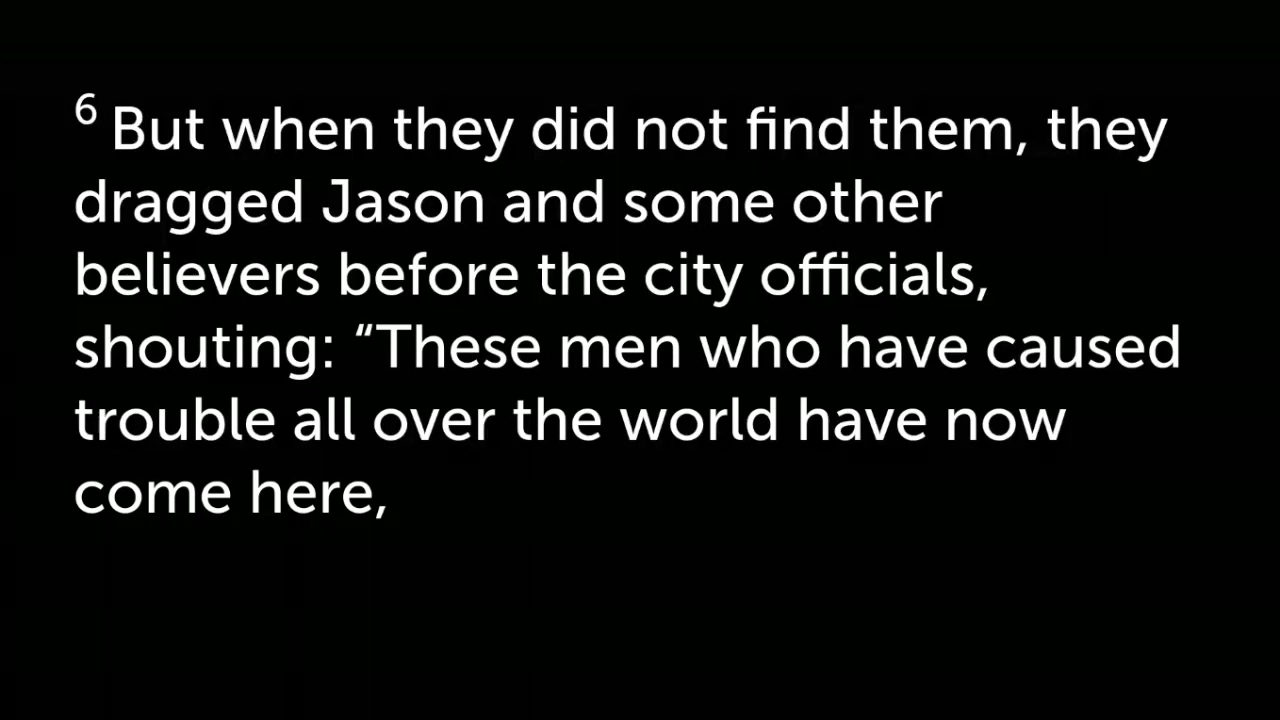 6 But when they did not find them, they
dragged Jason and some other
believers before the city officials,
shouting: “These men who have caused
trouble all over the world have now
come here,